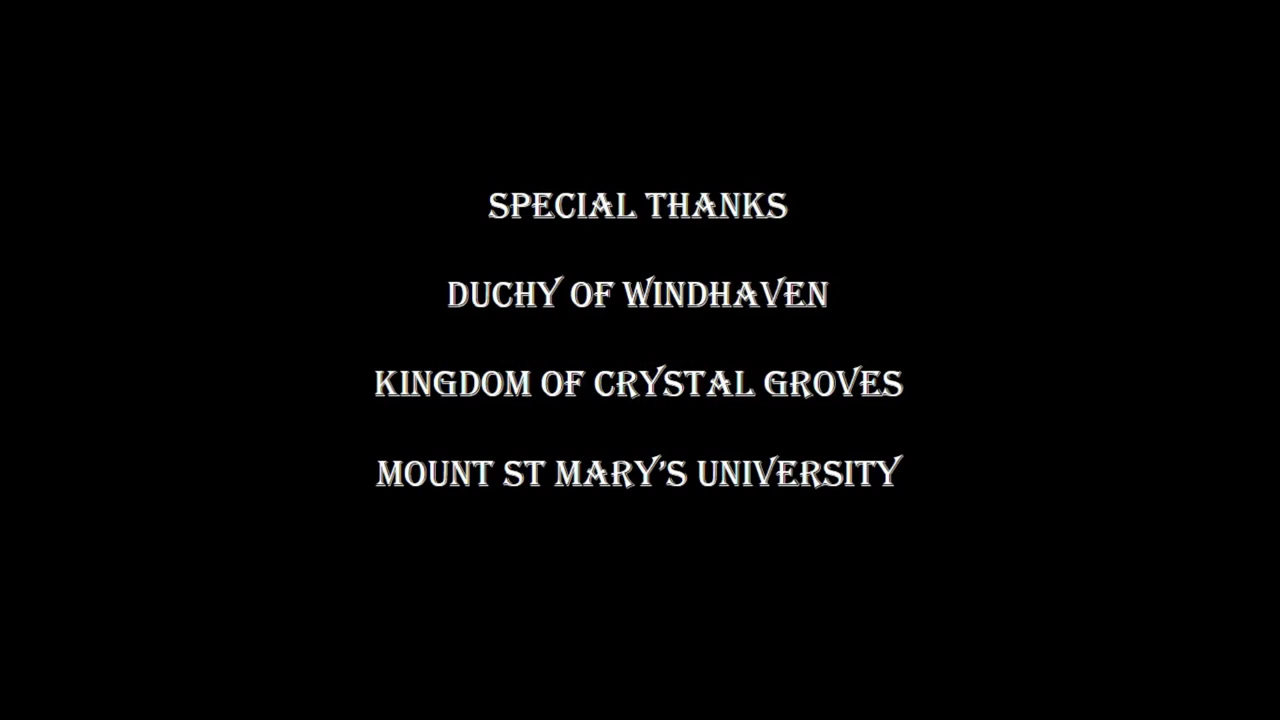 SPECIAL THANKS
DUCHY OF WINDHAVEN
KINGDOM OF CRYSTAL GROVES
MOUNT ST MARY'S UNIVERSITY